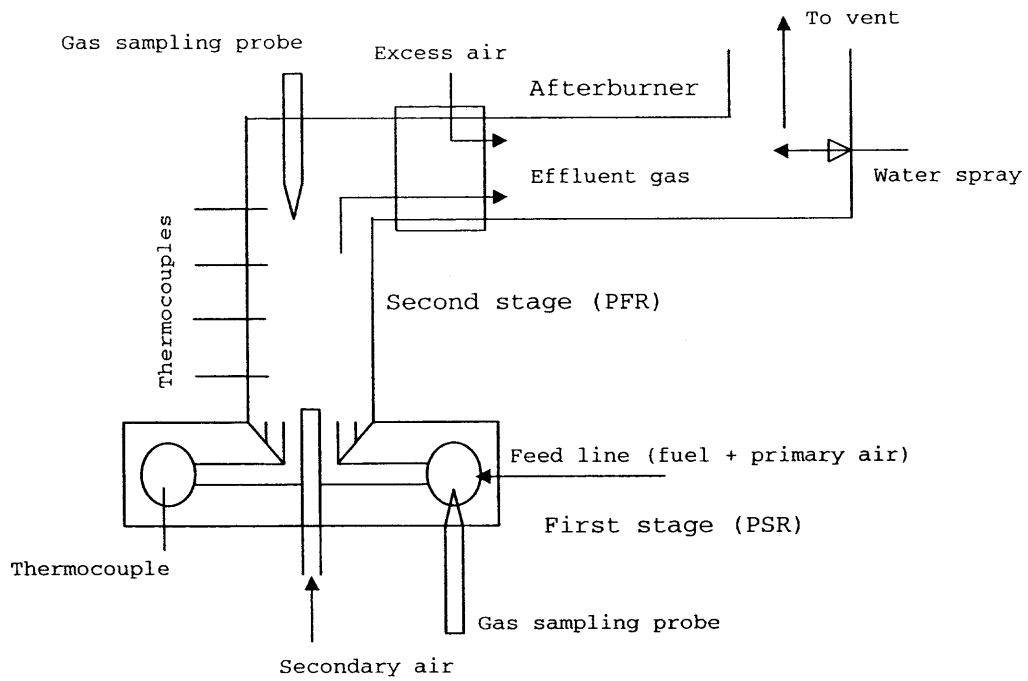 To vent
Gas sampling probe
Excess air
Afterburner
Effluent gas
Water spray
Thermocouples
Second stage (PFR)
Feed line (fuel + primary air)
First stage (PSR)
Thermocouple
Gas sampling probe
Secondary air